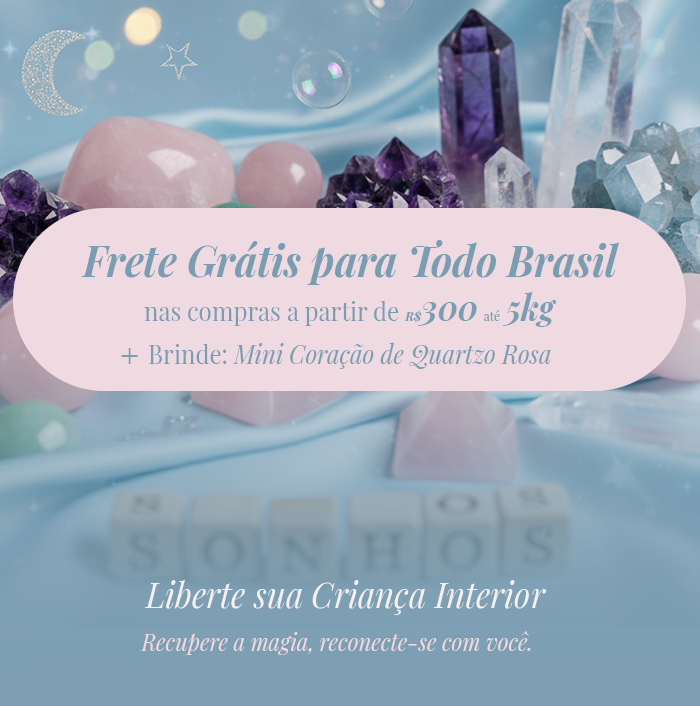 Frete Grátis para Todo Brasil
nas compras a partir de R$300 até 5kg
+ Brinde: Mini Coração de Quartzo Rosa
S O N H O S
Liberte sua Criança Interior
Recupere a magia, reconecte-se com você.